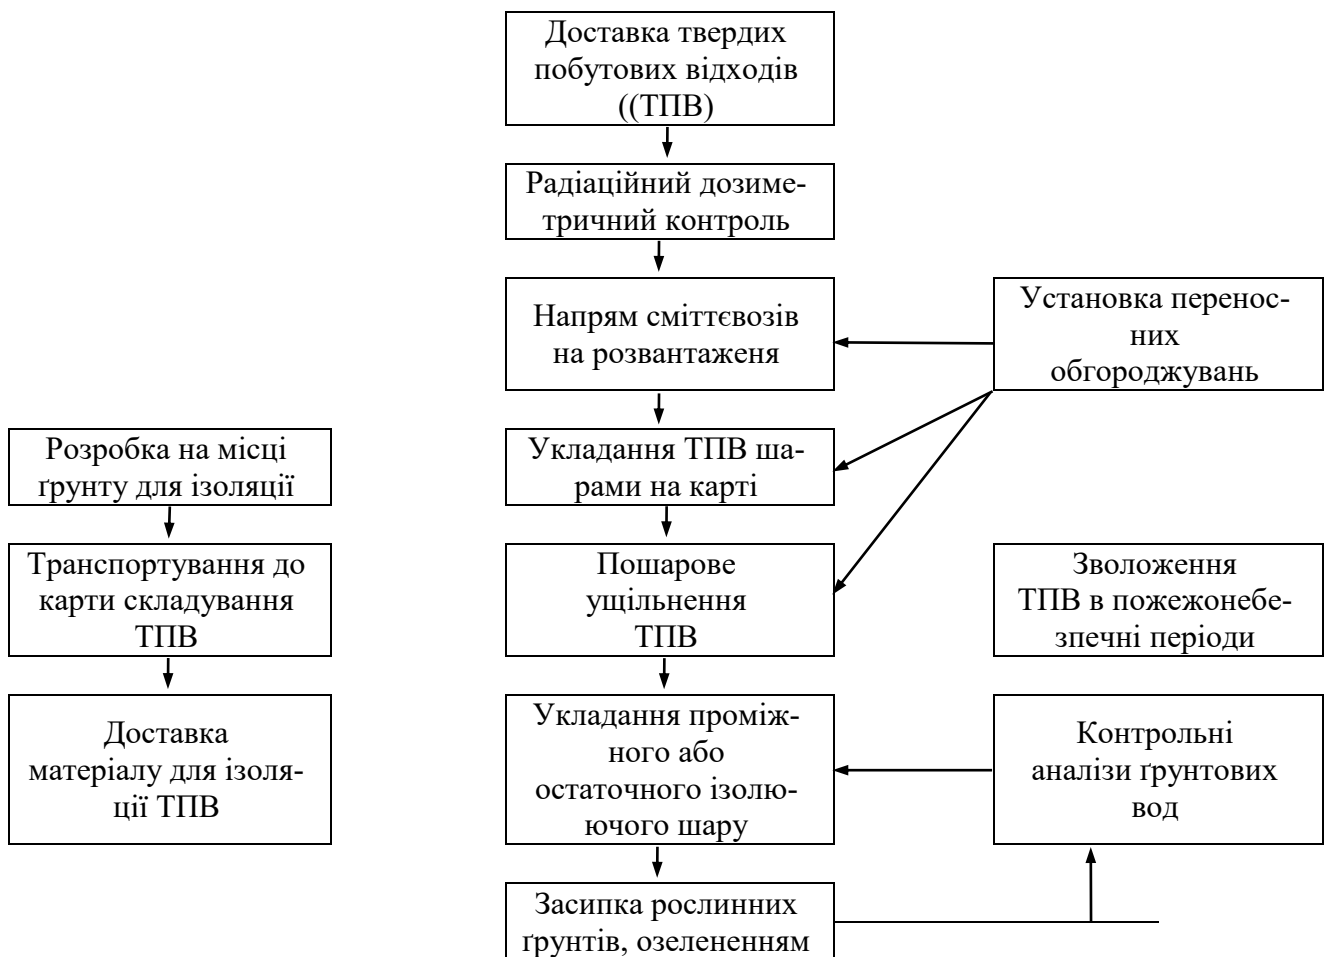 Доставка твердих
побутових відходів
((ТПВ)
Радіаційний дозиме-
тричний контроль
Напрям сміттєвозів
на розвантаженя
Установка перенос-
них
обгороджувань
Розробка на місці
ґрунту для ізоляції
Укладання ТПВ ша-
рами на карті
Транспортування до
карти складування
ТПВ
Пошарове
ущільнення
ТПВ
Зволоження
ТПВ в пожежонебе-
зпечні періоди
Доставка
матеріалу для ізоля-
ції ТПВ
Укладання проміж-
ного або
остаточного ізолю-
ючого шару
Контрольні
аналізи ґрунтових
вод
Засипка рослинних
ґрунтів, озелененням